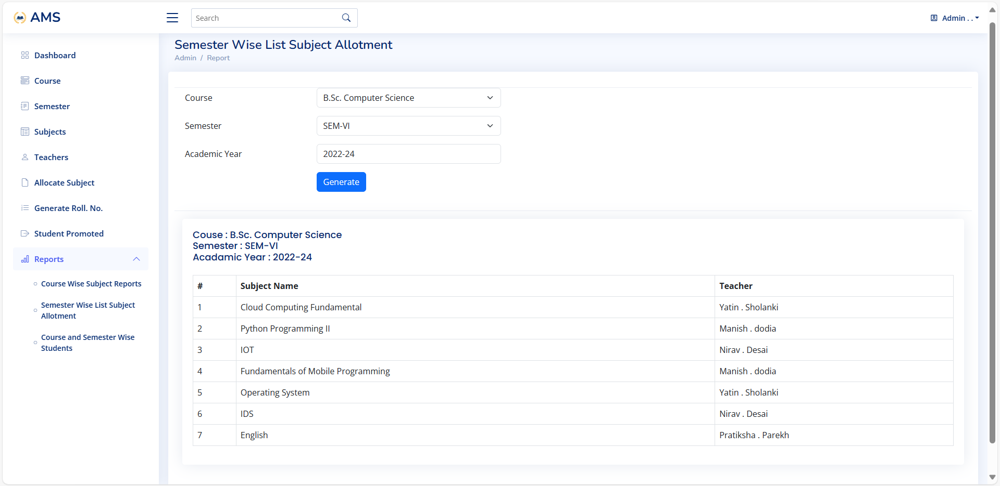 AMS
Search
Admin . .
Dashboard
Course
Semester
Subjects
Teachers
Allocate Subject
Generate Roll. No.
Student Promoted
Reports
Course Wise Subject Reports
Semester Wise List Subject
Allotment
Course and Semester Wise
Students
Semester Wise List Subject Allotment
Admin / Report
Course B.Sc. Computer Science
Semester SEM-VI
Academic Year 2022-24
Generate
Couse : B.Sc. Computer Science
Semester : SEM-VI
Acadamic Year : 2022-24
# Subject Name Teacher
1 Cloud Computing Fundamental Yatin . Sholanki
2 Python Programming II Manish . dodia
3 IOT Nirav . Desai
4 Fundamentals of Mobile Programming Manish . dodia
5 Operating System Yatin . Sholanki
6 IDS Nirav . Desai
7 English Pratiksha . Parekh